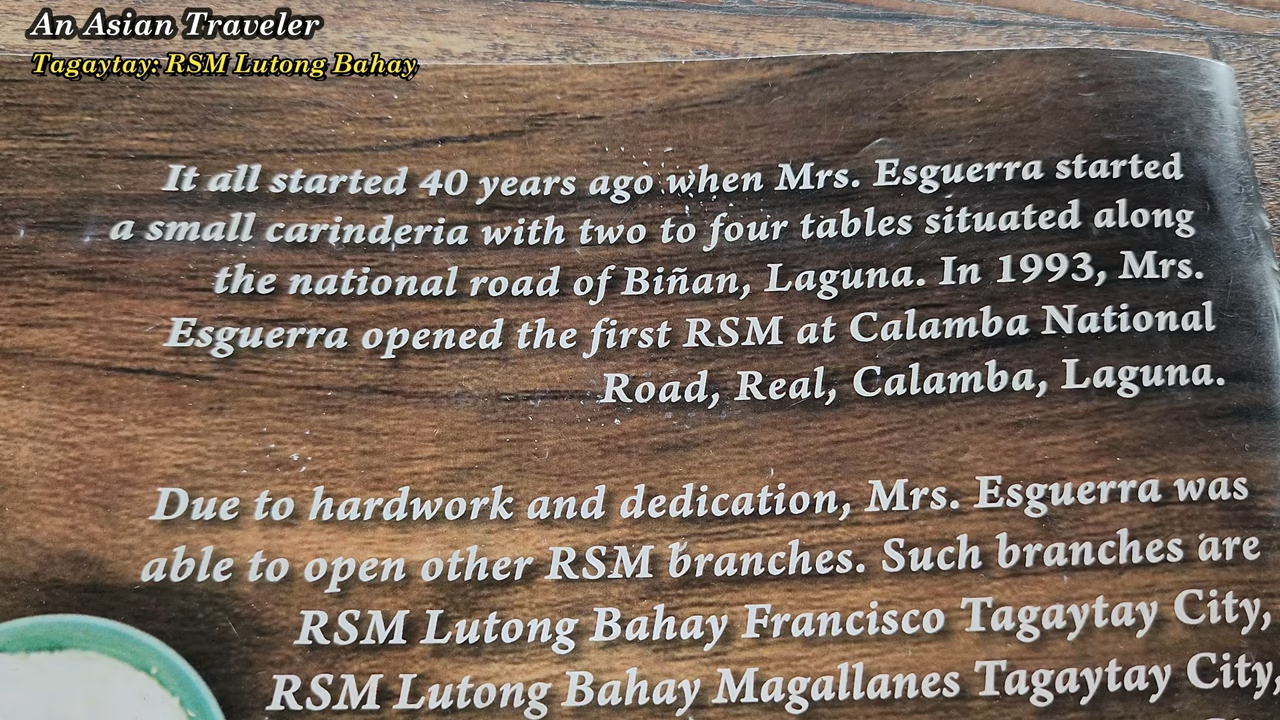 An Asian Traveler
Tagaytay: RSM Lutong Bahay
It all started 40 years ago when Mrs. Esguerra started
a small carinderia with two to four tables situated along
the national road of Biñan, Laguna. In 1993, Mrs.
Esguerra opened the first RSM at Calamba National
Road, Real, Calamba, Laguna.
Due to hardwork and dedication, Mrs. Esguerra was
able to open other RSM branches. Such branches are
RSM Lutong Bahay Francisco Tagaytay City,
RSM Lutong Bahay Magallanes Tagaytay City,